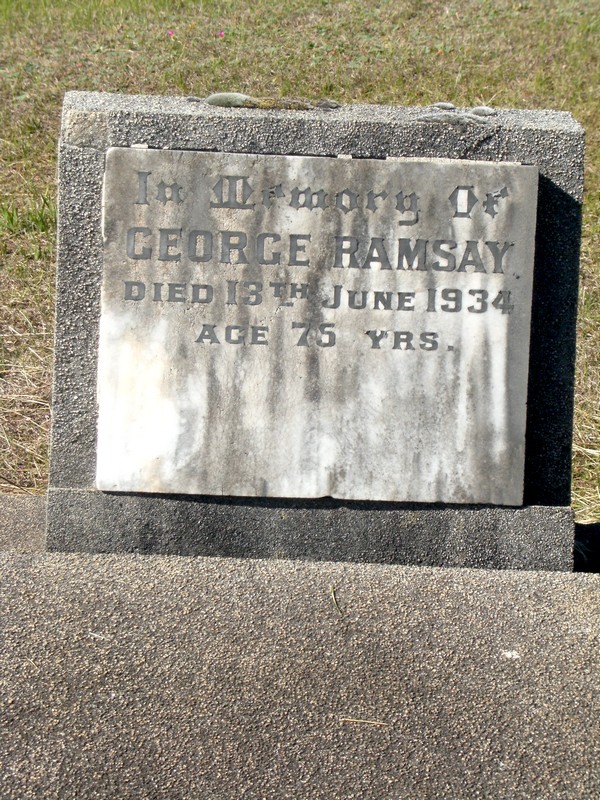 In Memory Of
GEORGE RAMSAY
DIED 13TH JUNE 1934
AGE 75 YRS.